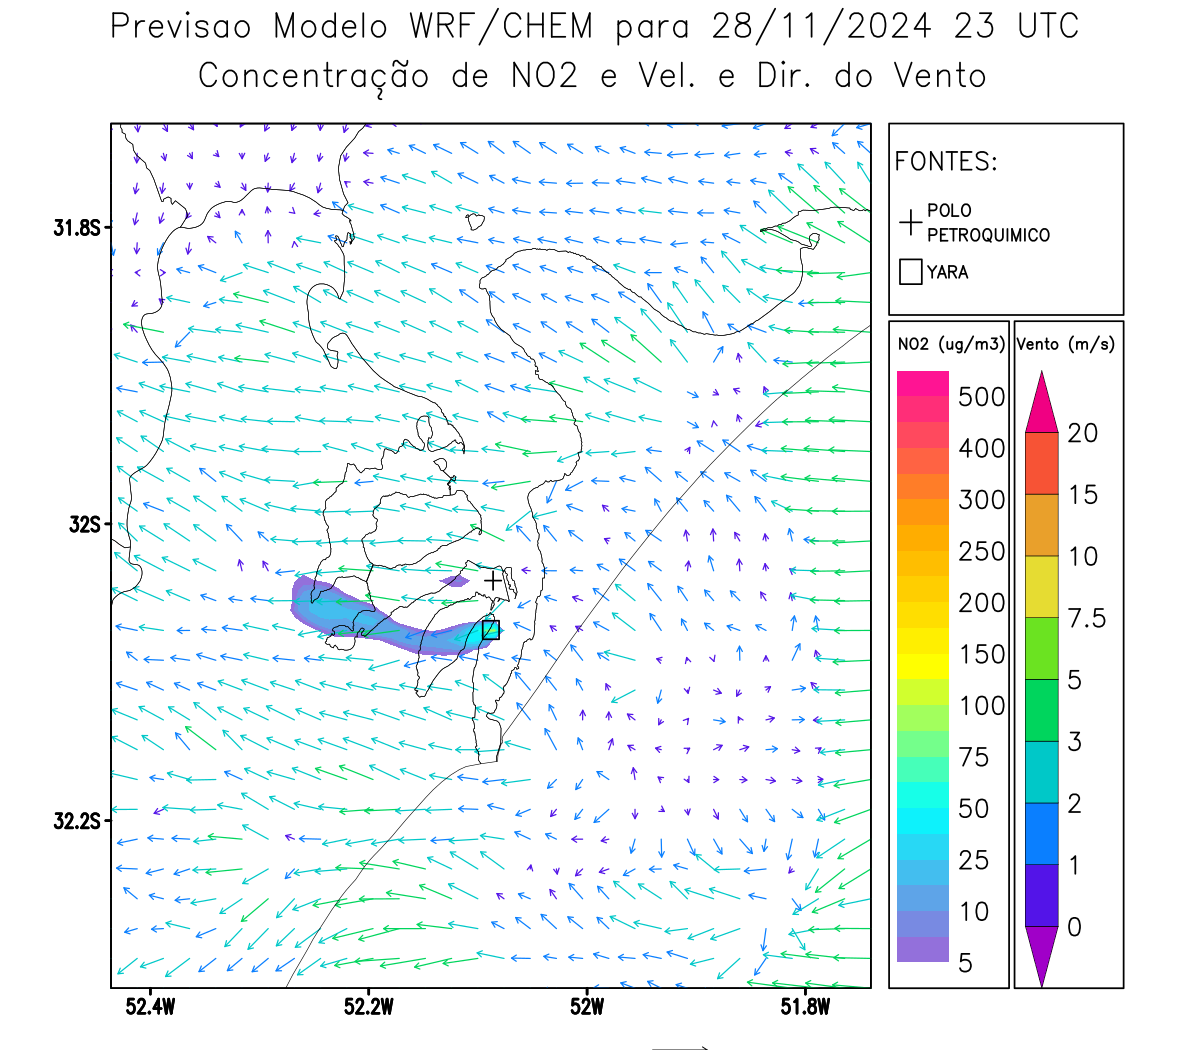 Previsao Modelo WRF/CHEM para 28/11/2024 23 UTC
Concentração de NO2 e Vel. e Dir. do Vento
FONTES:
POLO
PETROQUIMICO
YARA
NO2 (ug/m3)
500
400
300
250
200
150
100
75
50
25
10
5
Vento (m/s)
20
15
10
7.5
5
3
2
1
0
31.8S
32S
32.2S
52.4W
52.2W
52W
51.8W